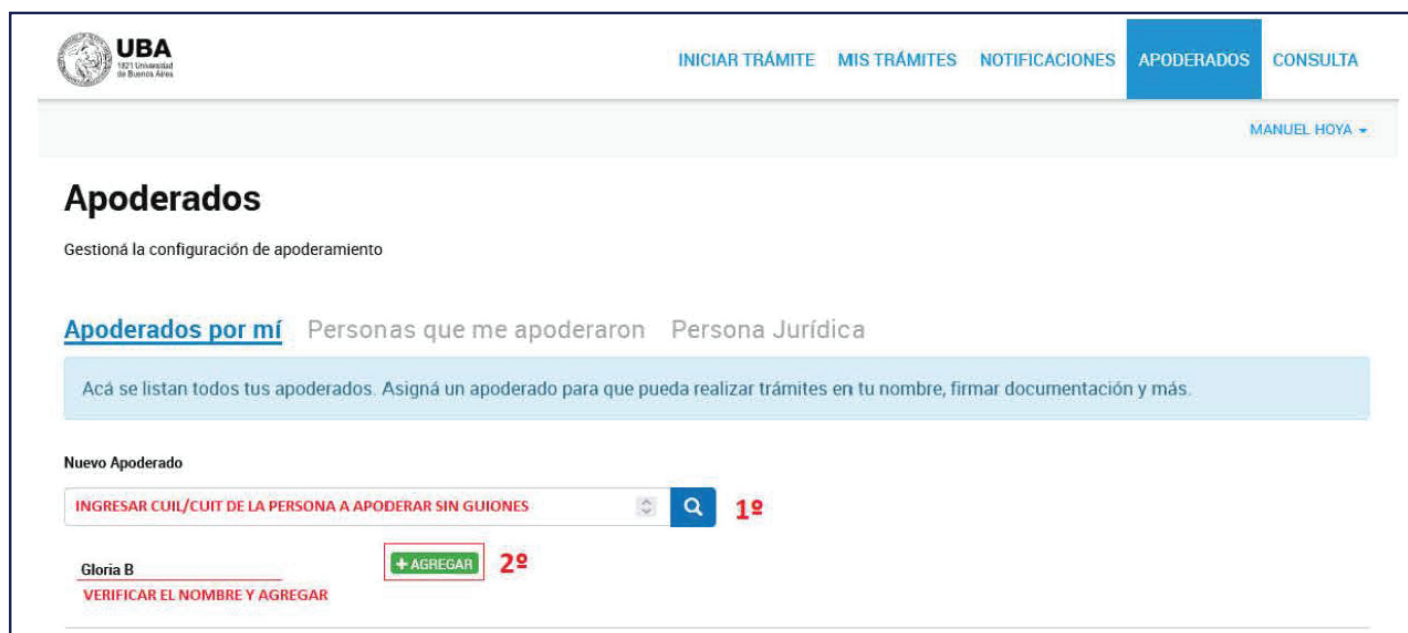 UBA
1821 Universidad
de Buenos Aires
INICIAR TRÁMITE MIS TRÁMITES NOTIFICACIONES APODERADOS CONSULTA
MANUEL HOYA
Apoderados
Gestioná la configuración de apoderamiento
Apoderados por mí Personas que me apoderaron Persona Jurídica
Acá se listan todos tus apoderados. Asigná un apoderado para que pueda realizar trámites en tu nombre, firmar documentación y más.
Nuevo Apoderado
INGRESAR CUIL/CUIT DE LA PERSONA A APODERAR SIN GUIONES 1º
Gloria B + AGREGAR 2º
VERIFICAR EL NOMBRE Y AGREGAR